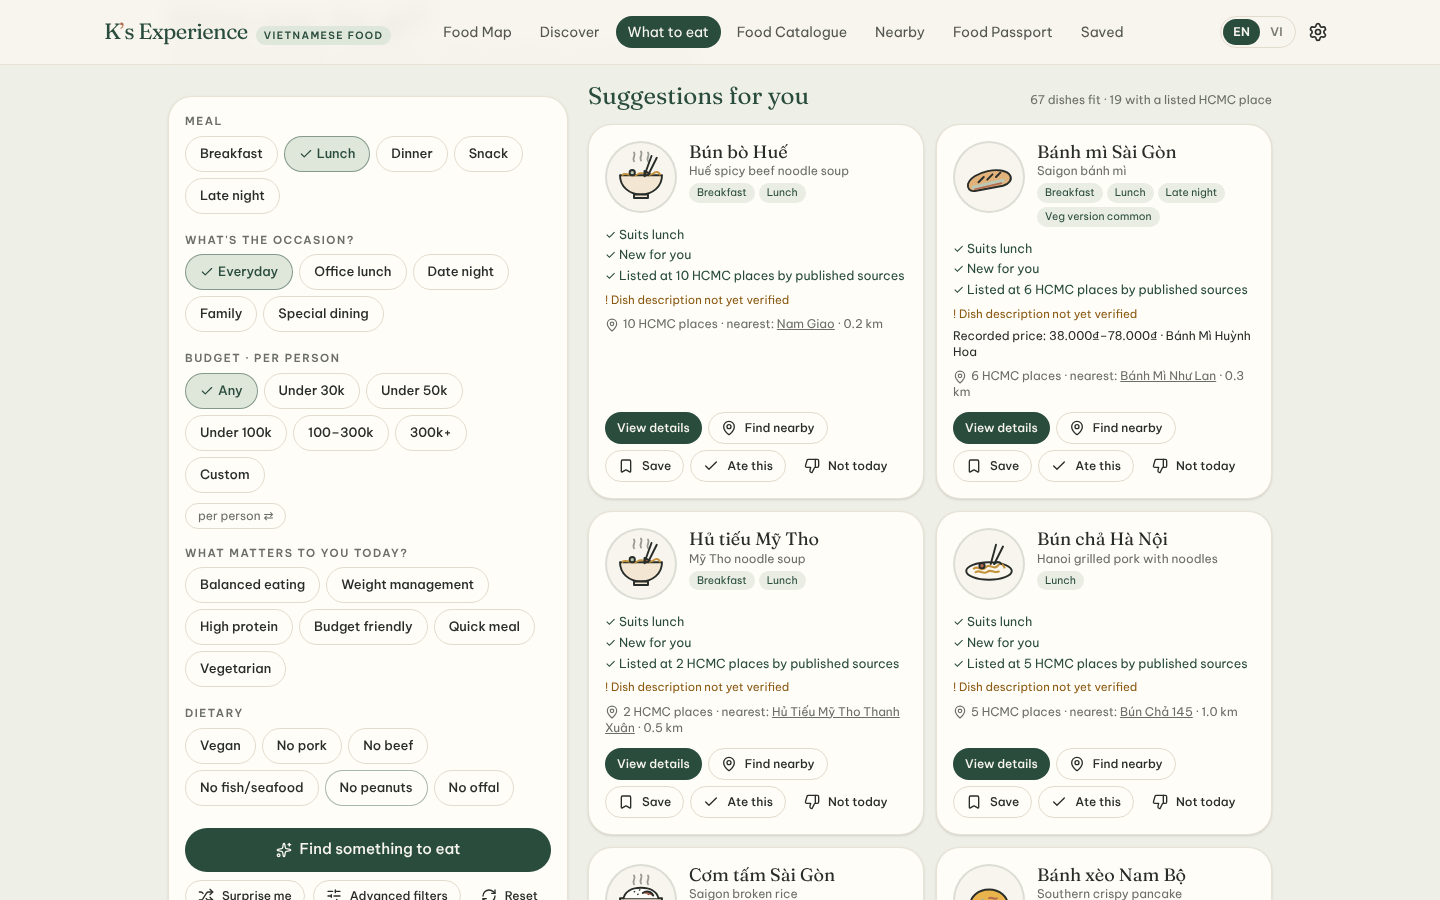 K's Experience VIETNAMESE FOOD Food Map Discover What to eat Food Catalogue Nearby Food Passport Saved EN VI
MEAL
Breakfast Lunch Dinner Snack
Late night
WHAT'S THE OCCASION?
Everyday Office lunch Date night
Family Special dining
BUDGET · PER PERSON
Any Under 30k Under 50k
Under 100k 100–300k 300k+
Custom
per person ⇄
WHAT MATTERS TO YOU TODAY?
Balanced eating Weight management
High protein Budget friendly Quick meal
Vegetarian
DIETARY
Vegan No pork No beef
No fish/seafood No peanuts No offal
Find something to eat
Surprise me Advanced filters Reset
Suggestions for you
67 dishes fit · 19 with a listed HCMC place
Bún bò Huế
Huế spicy beef noodle soup
Breakfast Lunch
✓ Suits lunch
✓ New for you
✓ Listed at 10 HCMC places by published sources
! Dish description not yet verified
10 HCMC places · nearest: Nam Giao · 0.2 km
View details Find nearby
Save Ate this Not today
Bánh mì Sài Gòn
Saigon bánh mì
Breakfast Lunch Late night
Veg version common
✓ Suits lunch
✓ New for you
✓ Listed at 6 HCMC places by published sources
! Dish description not yet verified
Recorded price: 38.000₫–78.000₫ · Bánh Mì Huỳnh
Hoa
6 HCMC places · nearest: Bánh Mì Như Lan · 0.3
km
View details Find nearby
Save Ate this Not today
Hủ tiếu Mỹ Tho
Mỹ Tho noodle soup
Breakfast Lunch
✓ Suits lunch
✓ New for you
✓ Listed at 2 HCMC places by published sources
! Dish description not yet verified
2 HCMC places · nearest: Hủ Tiếu Mỹ Tho Thanh
Xuân · 0.5 km
View details Find nearby
Save Ate this Not today
Bún chả Hà Nội
Hanoi grilled pork with noodles
Lunch
✓ Suits lunch
✓ New for you
✓ Listed at 5 HCMC places by published sources
! Dish description not yet verified
5 HCMC places · nearest: Bún Chả 145 · 1.0 km
View details Find nearby
Save Ate this Not today
Cơm tấm Sài Gòn
Saigon broken rice
Bánh xèo Nam Bộ
Southern crispy pancake